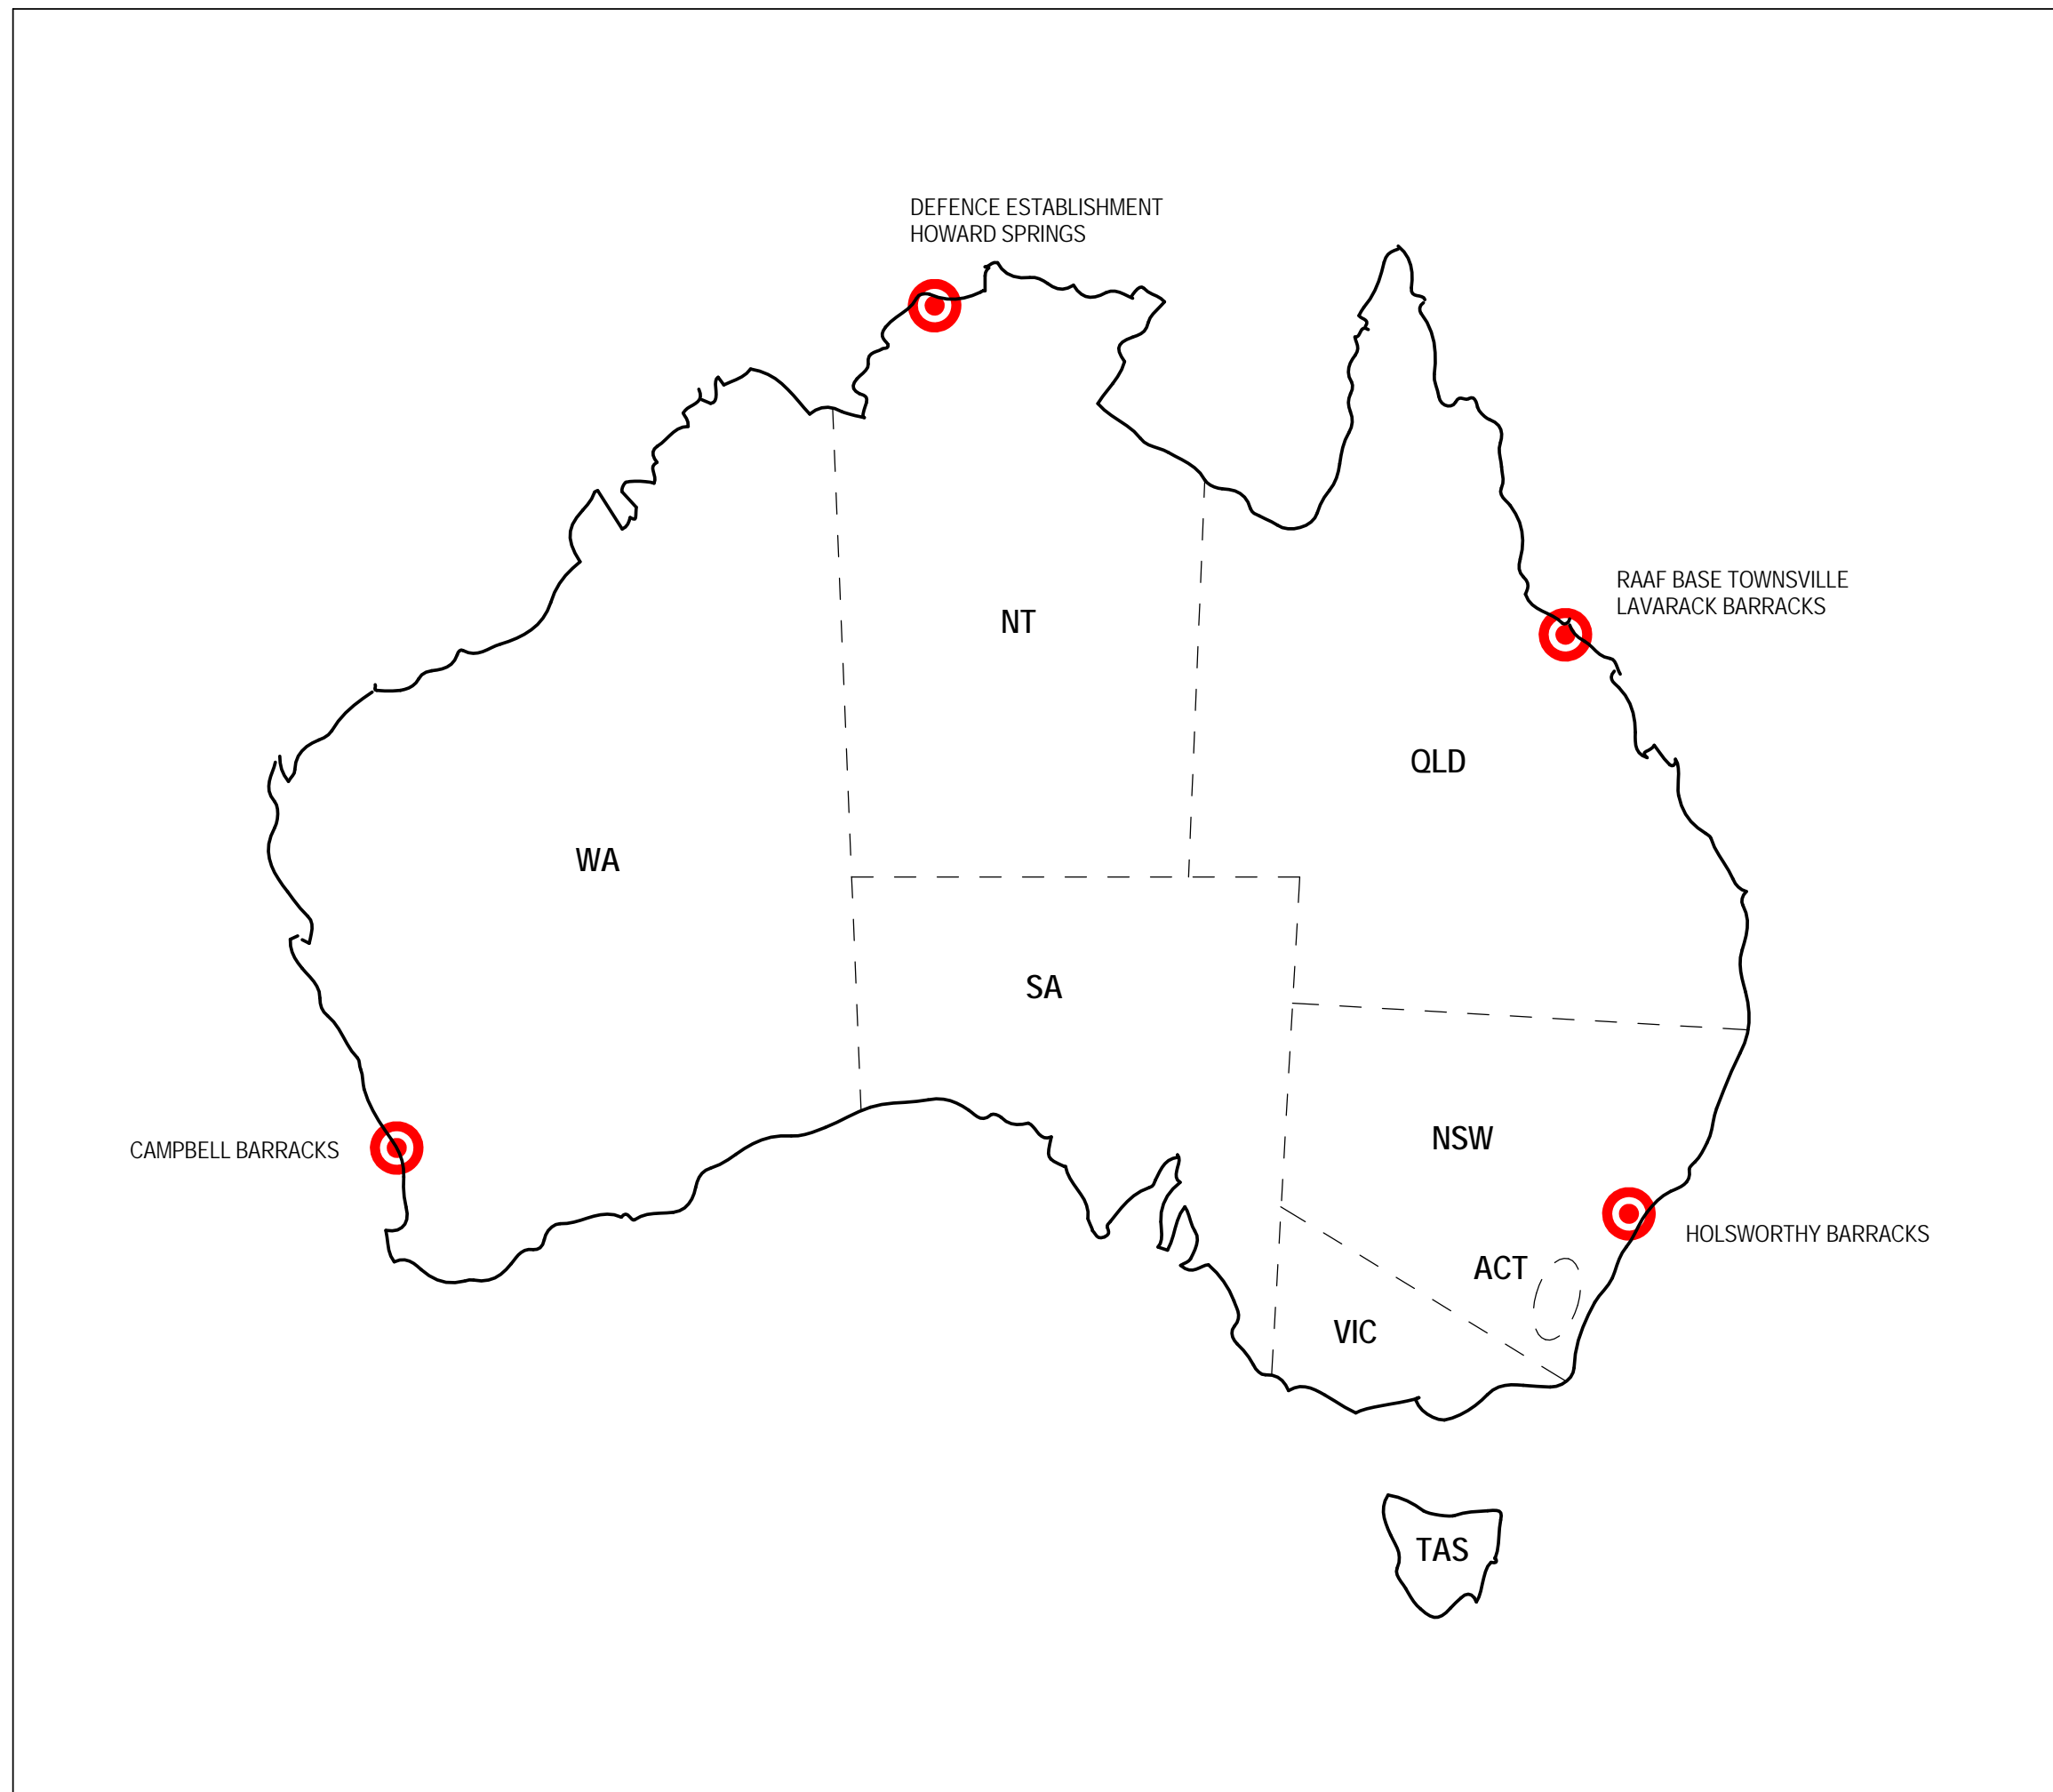 DEFENCE ESTABLISHMENT
HOWARD SPRINGS
RAAF BASE TOWNSVILLE
LAVARACK BARRACKS
NT
QLD
WA
SA
NSW
CAMPBELL BARRACKS
HOLSWORTHY BARRACKS
ACT
VIC
TAS